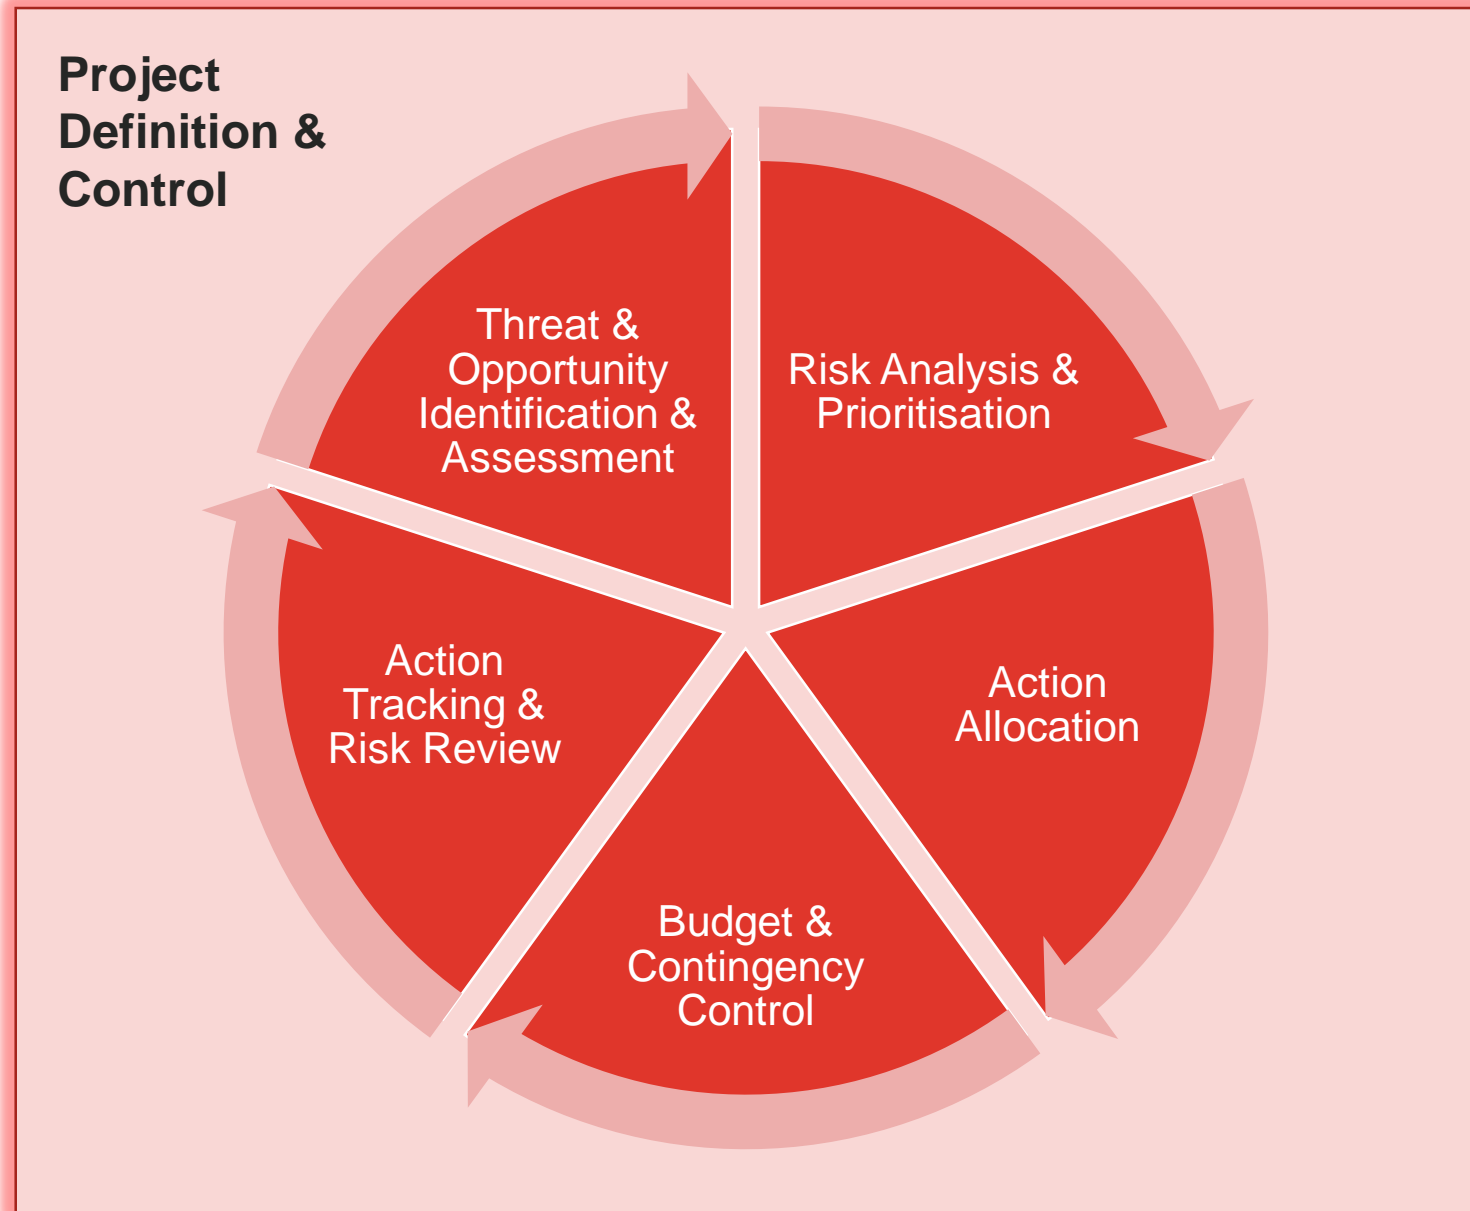 Project
Definition &
Control
Threat &
Opportunity
Identification &
Assessment
Risk Analysis &
Prioritisation
Action
Allocation
Budget &
Contingency
Control
Action
Tracking &
Risk Review